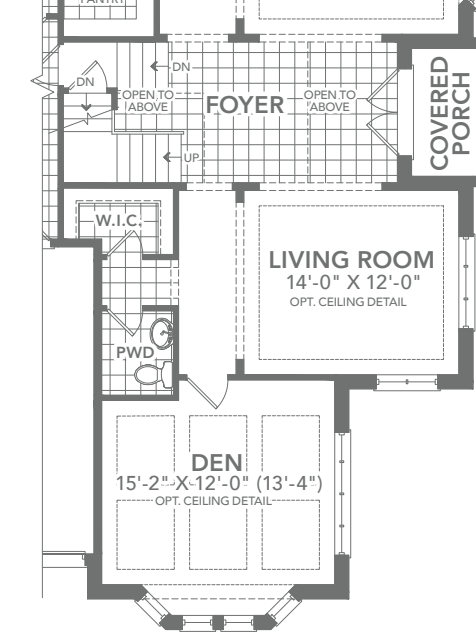 PANTRY
DN
DN
OPEN TO
ABOVE
FOYER
OPEN TO
ABOVE
COVERED
PORCH
UP
W.I.C.
LIVING ROOM
14'-0" X 12'-0"
OPT. CEILING DETAIL
PWD
DEN
15'-2" X 12'-0" (13'-4")
OPT. CEILING DETAIL